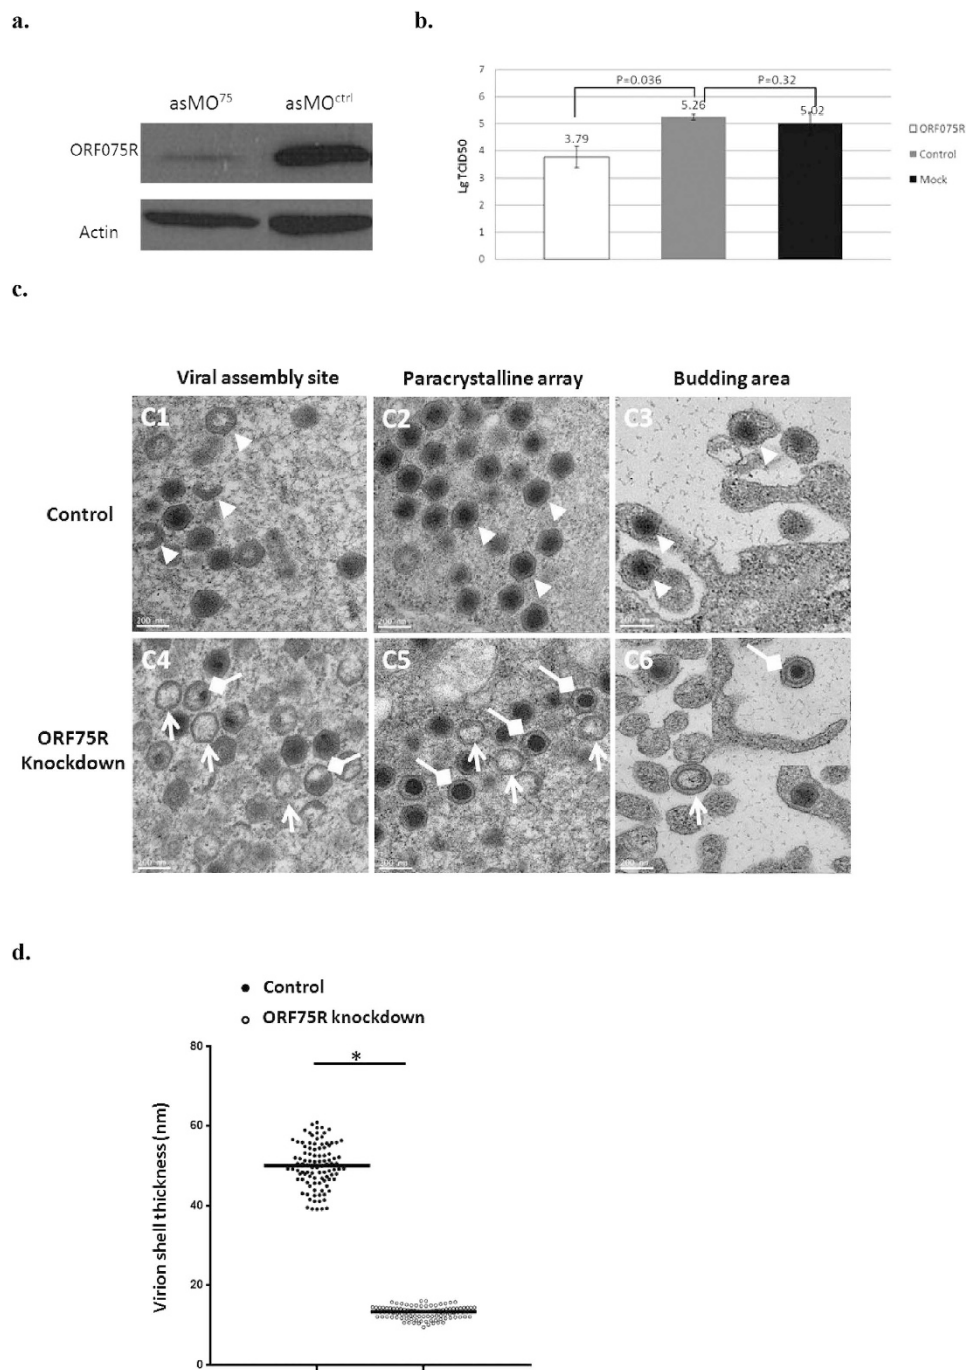 a.
asMO⁷⁵ asMOᶜᵗʳˡ
ORF075R
Actin
b.
7
6
5
4
3
2
1
0
LgTCID50
P=0.036
P=0.32
3.79
5.26
5.02
ORF075R
Control
Mock
c.
Viral assembly site
Paracrystalline array
Budding area
Control
C1
C2
C3
200 nm
ORF75R
Knockdown
C4
C5
C6
200 nm
200 nm
200 nm
d.
Control
ORF75R knockdown
*
80
60
40
20
0
Virion shell thickness (nm)